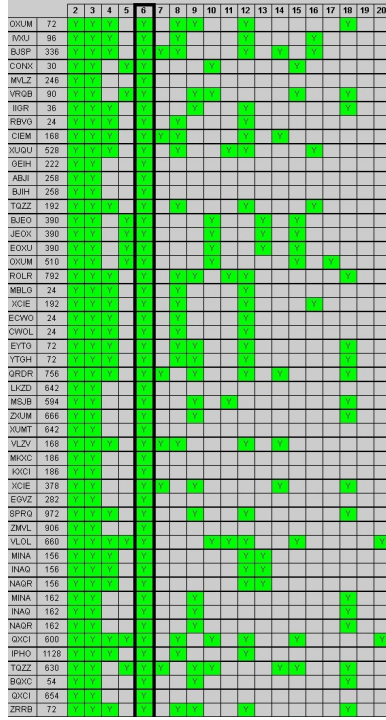 2 3 4 5 6 7 8 9 10 11 12 13 14 15 16 17 18 19 20
OXUM 72 Y Y Y Y Y Y Y Y
IVXU 96 Y Y Y Y Y Y Y
BJSP 336 Y Y Y Y Y Y Y Y Y
CONX 30 Y Y Y Y Y Y
MVLZ 246 Y Y Y
VRQB 90 Y Y Y Y Y Y Y Y
IIGR 36 Y Y Y Y Y Y Y
RBVG 24 Y Y Y Y Y Y
CIEM 168 Y Y Y Y Y Y Y Y
XUQU 528 Y Y Y Y Y Y Y Y
GEIH 222 Y Y Y
ABJI 258 Y Y Y
BJIH 258 Y Y Y
TQZZ 192 Y Y Y Y Y Y Y
BJEO 390 Y Y Y Y Y Y Y
JEOX 390 Y Y Y Y Y Y Y
EOXU 390 Y Y Y Y Y Y Y
OXUM 510 Y Y Y Y Y Y Y
ROLR 792 Y Y Y Y Y Y Y Y Y
MBLG 24 Y Y Y Y Y Y
XCIE 192 Y Y Y Y Y Y Y
ECWO 24 Y Y Y Y Y Y
CWOL 24 Y Y Y Y Y Y
EYTG 72 Y Y Y Y Y Y Y Y
YTGH 72 Y Y Y Y Y Y Y Y
QRDR 756 Y Y Y Y Y Y Y Y Y
LKZD 642 Y Y Y
MSJB 594 Y Y Y Y Y Y
ZXUM 666 Y Y Y Y Y
XUMT 642 Y Y Y
VLZV 168 Y Y Y Y Y Y Y Y
MKXC 186 Y Y Y
KXCI 186 Y Y Y
XCIE 378 Y Y Y Y Y Y Y
EGVZ 282 Y Y Y
SPRQ 972 Y Y Y Y Y Y Y
ZMVL 906 Y Y Y
VLOL 660 Y Y Y Y Y Y Y Y Y Y
MINA 156 Y Y Y Y Y Y
INAQ 156 Y Y Y Y Y Y
NAQR 156 Y Y Y Y Y Y
MINA 162 Y Y Y Y Y
INAQ 162 Y Y Y Y Y
NAQR 162 Y Y Y Y Y
QXCI 600 Y Y Y Y Y Y Y Y Y Y
IPHO 1128 Y Y Y Y Y Y
TQZZ 630 Y Y Y Y Y Y Y Y Y Y
BQXC 54 Y Y Y Y Y
QXCI 654 Y Y Y
ZRRB 72 Y Y Y Y Y Y Y Y